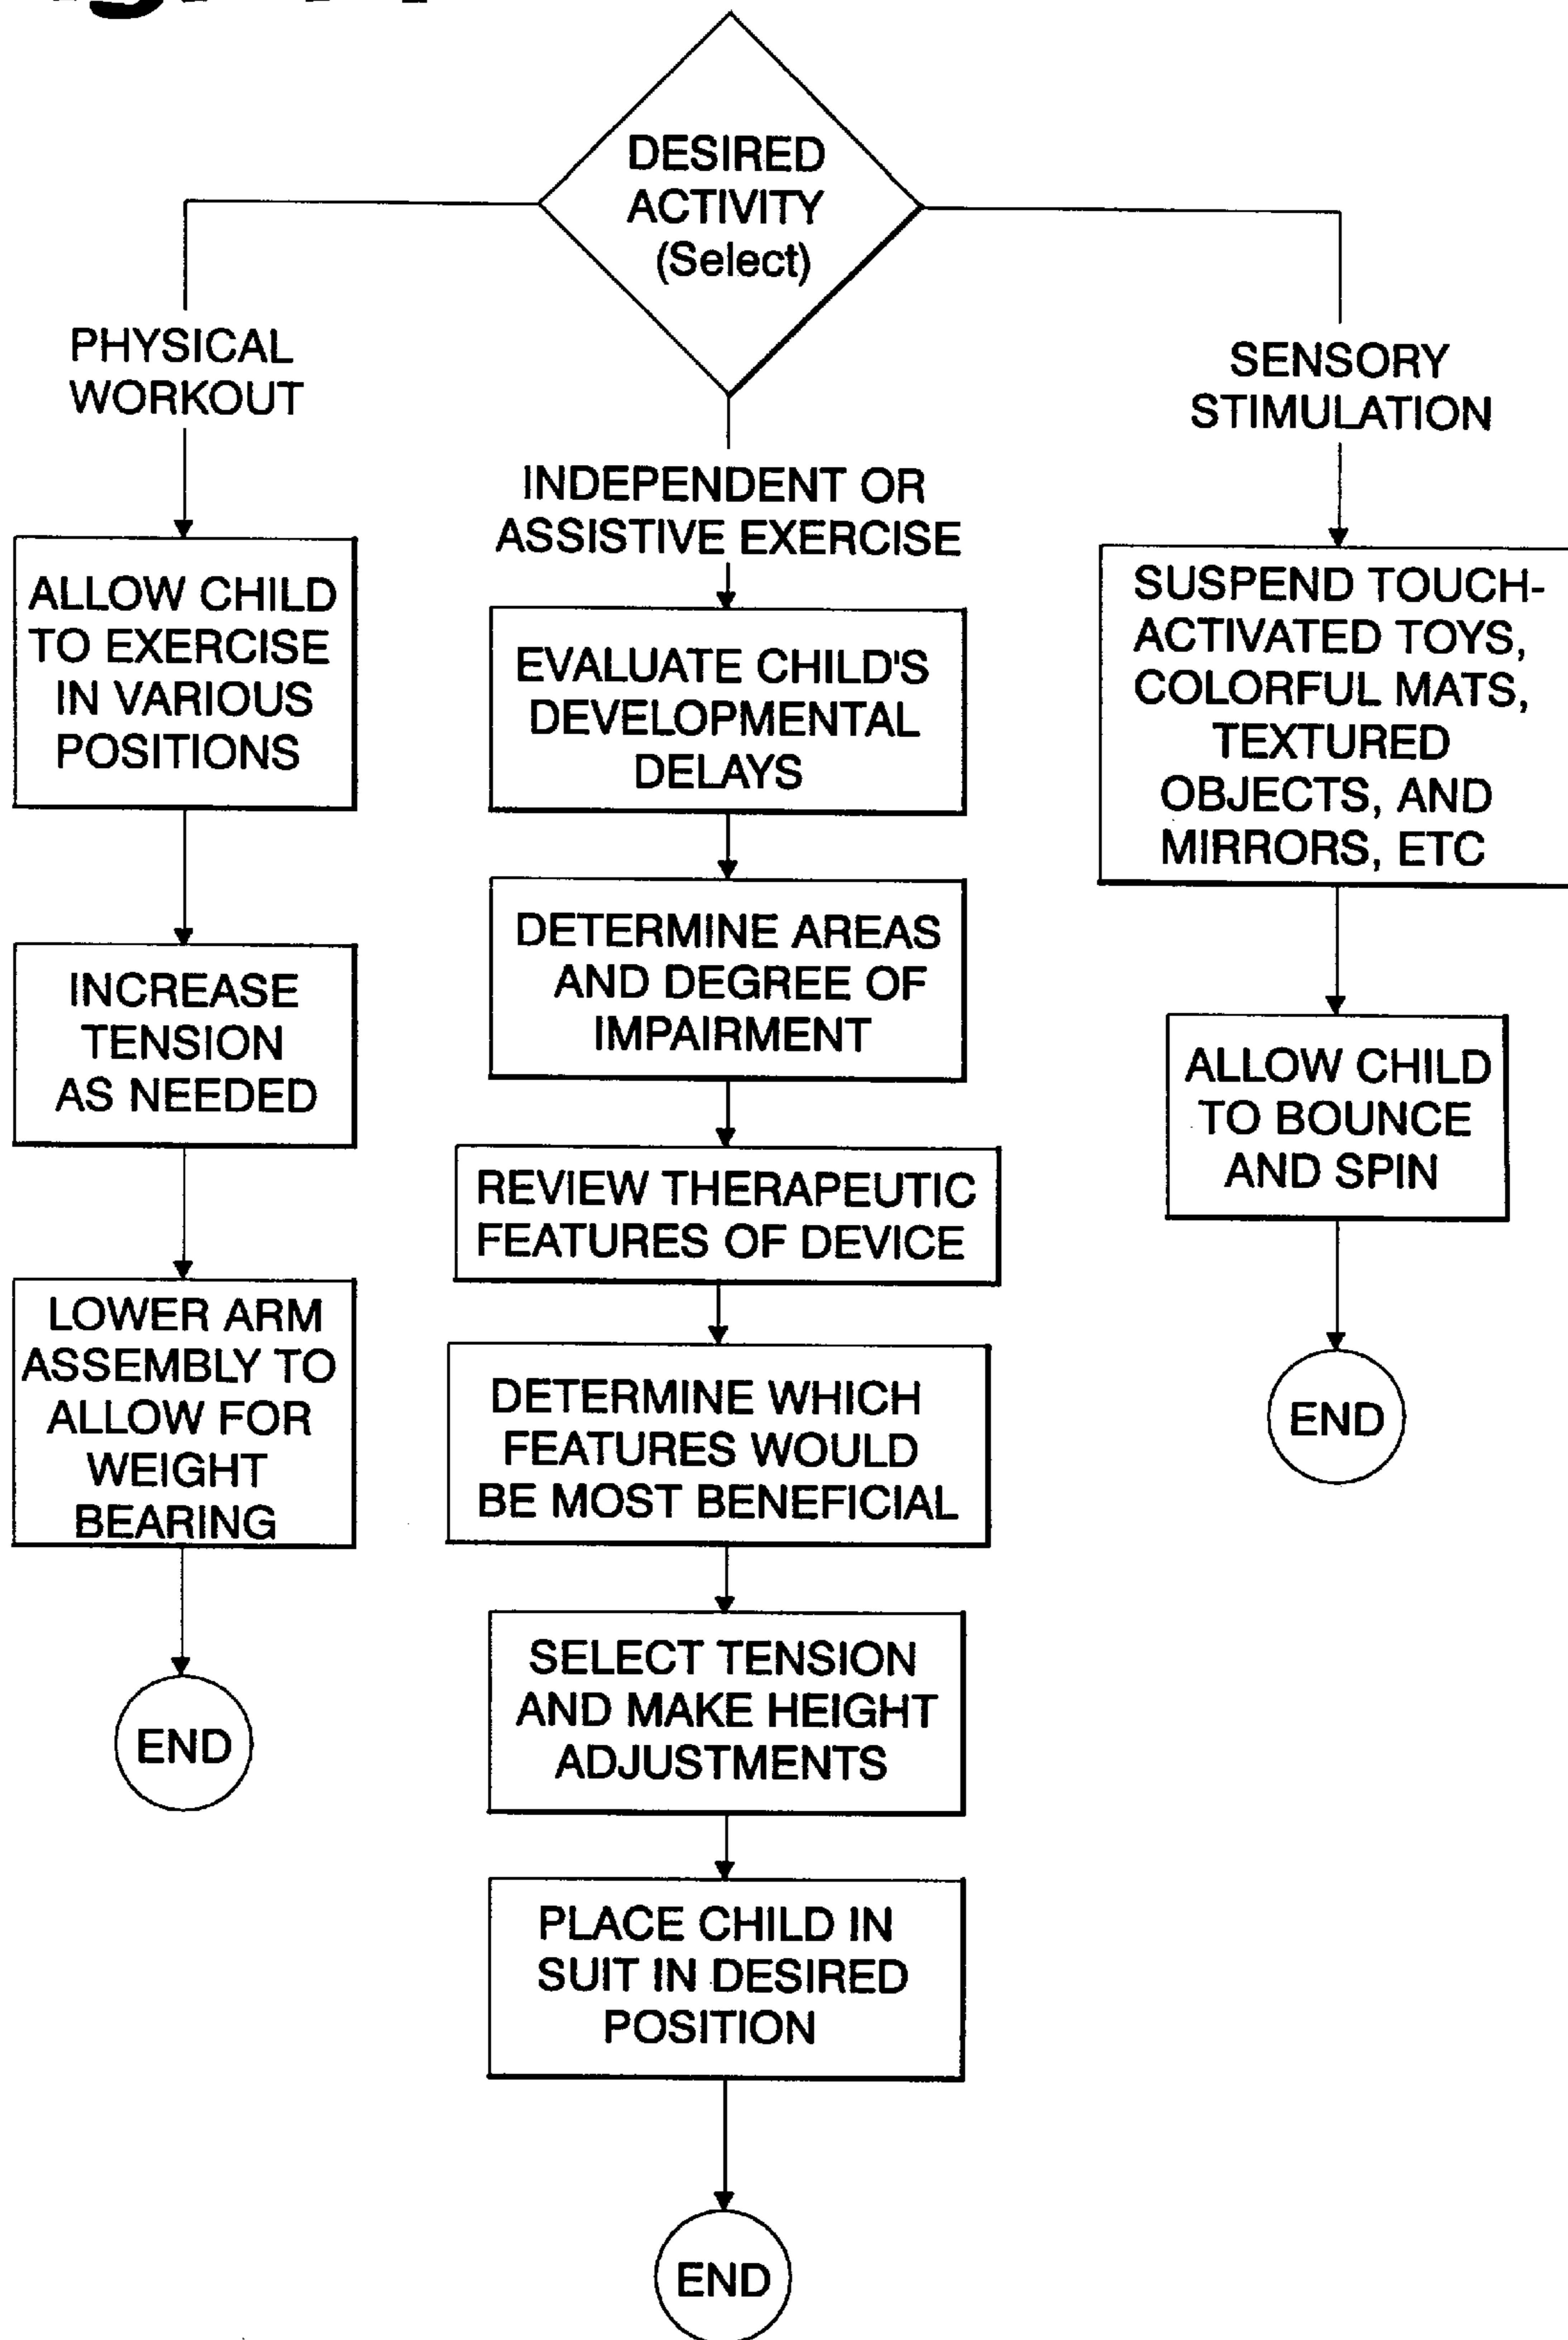 DESIRED
ACTIVITY
(Select)
PHYSICAL
WORKOUT
ALLOW CHILD
TO EXERCISE
IN VARIOUS
POSITIONS
INCREASE
TENSION
AS NEEDED
LOWER ARM
ASSEMBLY TO
ALLOW FOR
WEIGHT
BEARING
END
INDEPENDENT OR
ASSISTIVE EXERCISE
EVALUATE CHILD'S
DEVELOPMENTAL
DELAYS
DETERMINE AREAS
AND DEGREE OF
IMPAIRMENT
REVIEW THERAPEUTIC
FEATURES OF DEVICE
DETERMINE WHICH
FEATURES WOULD
BE MOST BENEFICIAL
SELECT TENSION
AND MAKE HEIGHT
ADJUSTMENTS
PLACE CHILD IN
SUIT IN DESIRED
POSITION
END
SENSORY
STIMULATION
SUSPEND TOUCH-
ACTIVATED TOYS,
COLORFUL MATS,
TEXTURED
OBJECTS, AND
MIRRORS, ETC
ALLOW CHILD
TO BOUNCE
AND SPIN
END